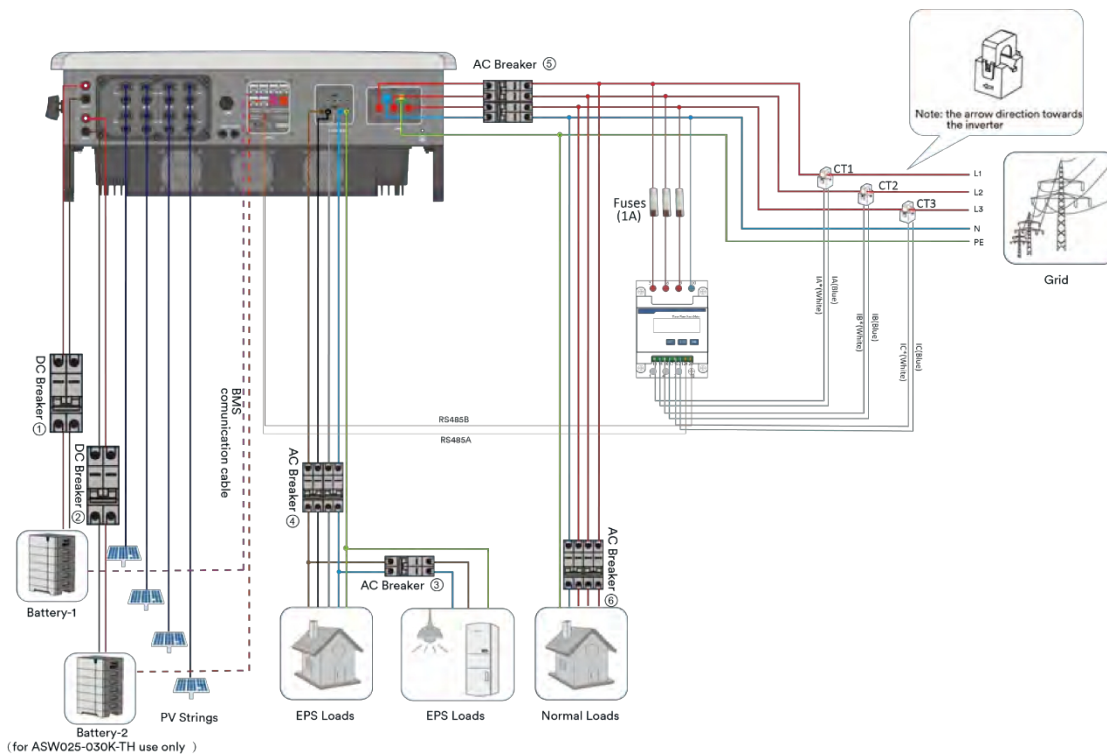 AC Breaker ⑤
Note: the arrow direction towards
the inverter
CT1
L1
CT2
L2
CT3
L3
N
PE
Fuses
(1A)
Grid
IA*(White)
IA(Blue)
IB*(White)
IB(Blue)
IC*(White)
IC(Blue)
DC Breaker ①
DC Breaker ②
BMS
comunication cable
RS485B
RS485A
AC Breaker ④
AC Breaker ③
AC Breaker ⑥
Battery-1
EPS Loads
EPS Loads
Normal Loads
PV Strings
Battery-2
(for ASW025-030K-TH use only )